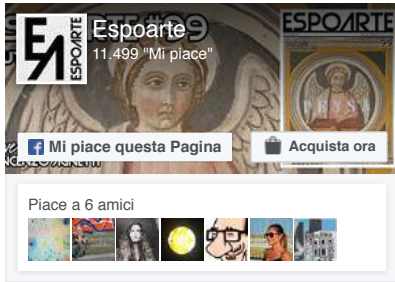 ESPOARTE
Espoarte
11.499 "Mi piace"
ESPOARTE
Mi piace questa Pagina
Acquista ora
Piace a 6 amici